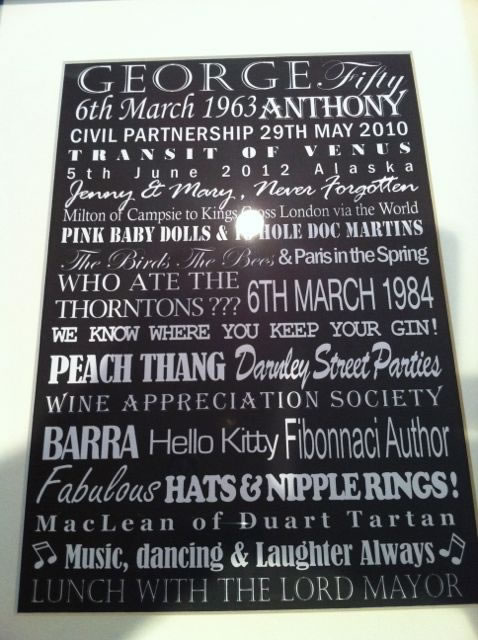 GEORGE Fifty
6th March 1963 ANTHONY
CIVIL PARTNERSHIP 29TH MAY 2010
TRANSIT OF VENUS
5th June 2012 Alaska
Jenny & Mary, Never Forgotten
Milton of Campsie to Kings Cross London via the World
PINK BABY DOLLS & HOLE DOC MARTINS
The Birds The Bees & Paris in the Spring
WHO ATE THE
THORNTONS ??? 6TH MARCH 1984
WE KNOW WHERE YOU KEEP YOUR GIN!
PEACH THANG Darnley Street Parties
WINE APPRECIATION SOCIETY
BARRA Hello Kitty Fibonnaci Author
Fabulous HATS & NIPPLE RINGS!
MacLean of Duart Tartan
♫ Music, dancing & Laughter Always ♫
LUNCH WITH THE LORD MAYOR